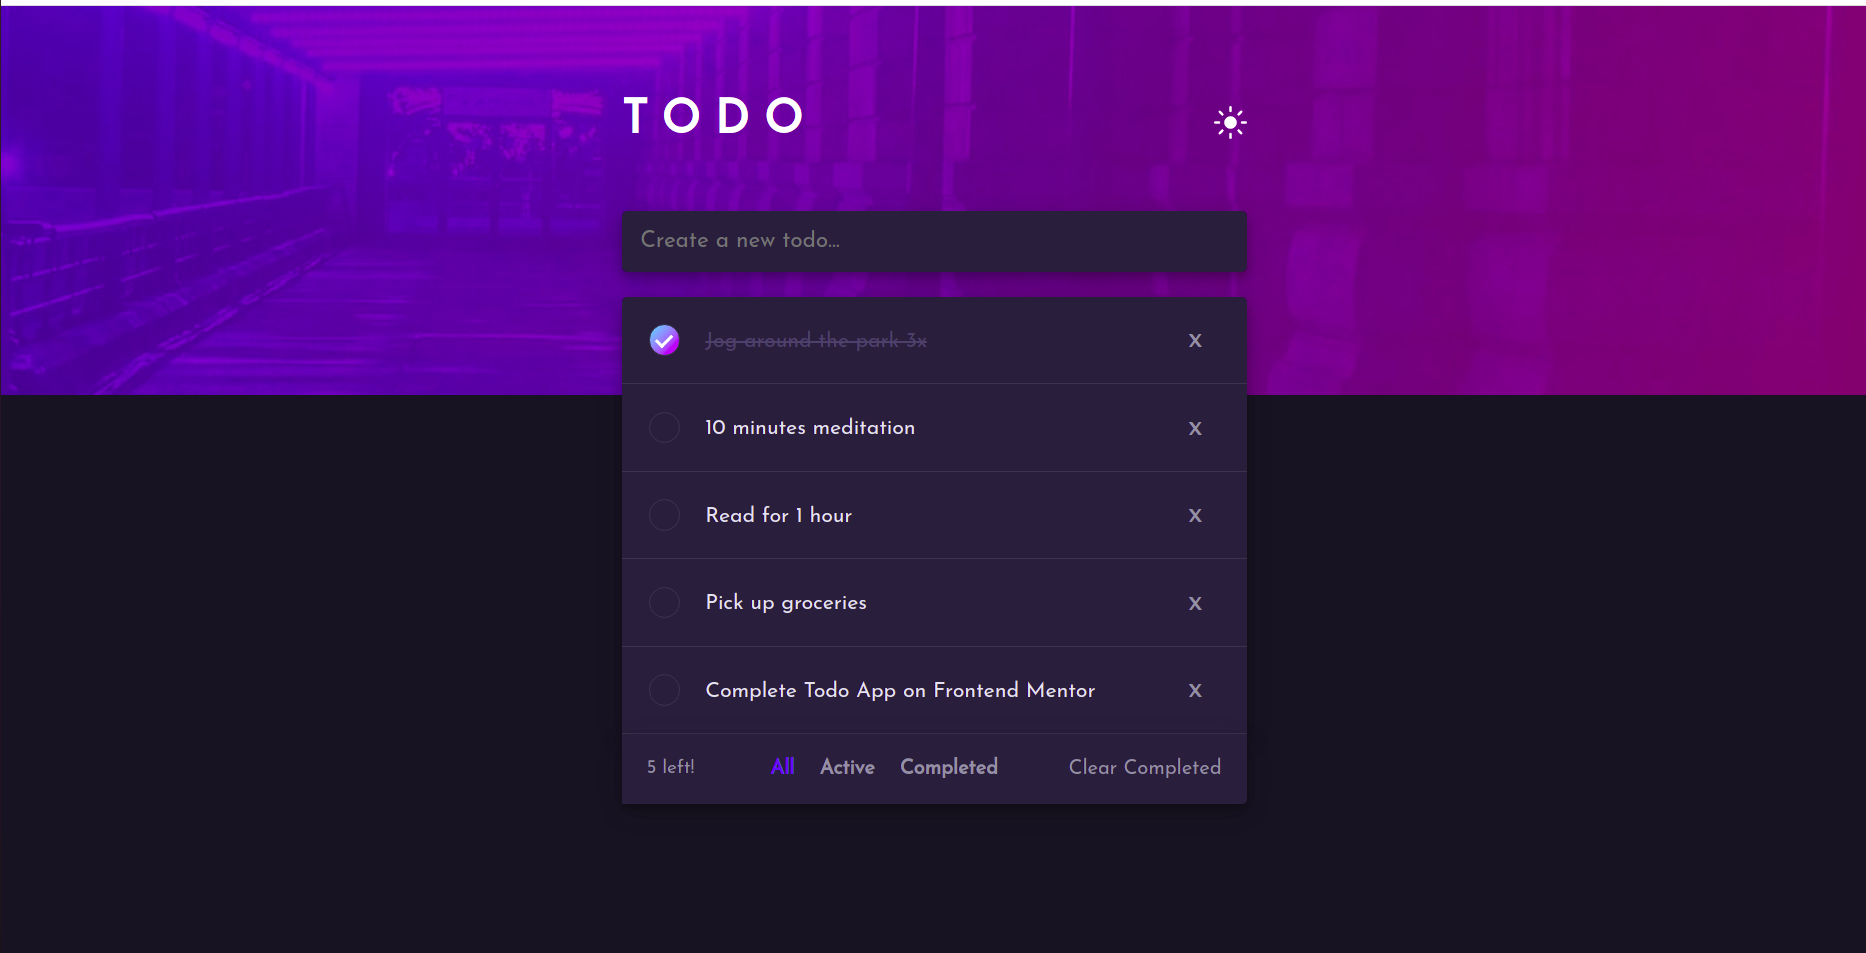 TODO
Create a new todo...
Jog around the park 3x X
10 minutes meditation X
Read for 1 hour X
Pick up groceries X
Complete Todo App on Frontend Mentor X
5 left! All Active Completed Clear Completed